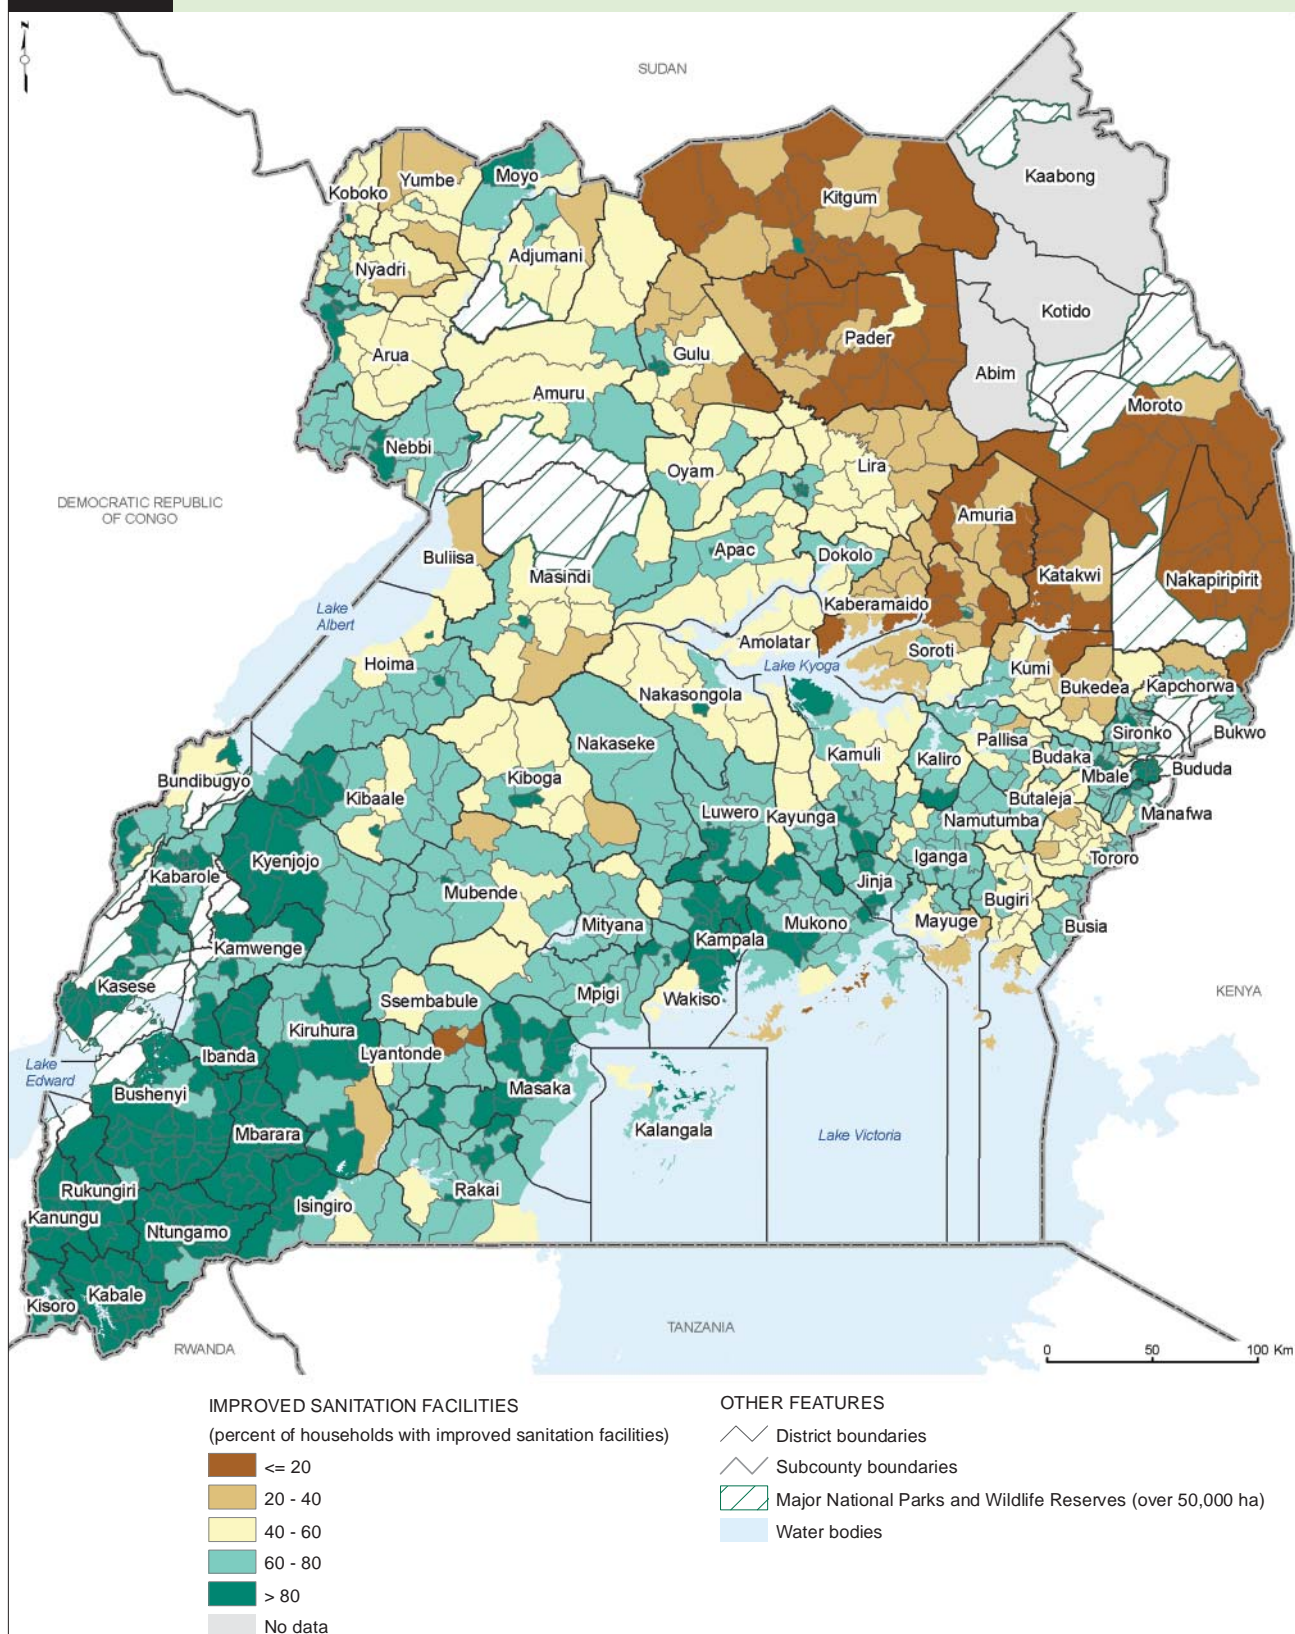 N
SUDAN
Kaabong
Koboko
Yumbe
Moyo
Kitgum
Nyadri
Adjumani
Kotido
Arua
Gulu
Pader
Abim
Amuru
Moroto
Nebbi
Oyam
Lira
DEMOCRATIC REPUBLIC
OF CONGO
Amuria
Buliisa
Apac
Dokolo
Masindi
Katakwi
Nakapiripirit
Lake
Albert
Kaberamaido
Amolatar
Soroti
Hoima
Lake Kyoga
Kumi
Nakasongola
Bukedea
Kapchorwa
Nakaseke
Pallisa
Sironko
Bukwo
Kamuli
Kaliro
Budaka
Bundibugyo
Kiboga
Mbale
Bududa
Kibaale
Butaleja
Luwero
Kayunga
Namutumba
Manafwa
Kyenjojo
Iganga
Tororo
Kabarole
Jinja
Mubende
Bugiri
Mityana
Mukono
Mayuge
Busia
Kampala
Kamwenge
Kasese
Ssembabule
Mpigi
Wakiso
KENYA
Kiruhura
Ibanda
Lyantonde
Lake
Edward
Bushenyi
Masaka
Mbarara
Kalangala
Lake Victoria
Rukungiri
Rakai
Isingiro
Kanungu
Ntungamo
Kabale
Kisoro
TANZANIA
RWANDA
0 50 100 Km
IMPROVED SANITATION FACILITIES
(percent of households with improved sanitation facilities)
<= 20
20 - 40
40 - 60
60 - 80
> 80
No data
OTHER FEATURES
District boundaries
Subcounty boundaries
Major National Parks and Wildlife Reserves (over 50,000 ha)
Water bodies